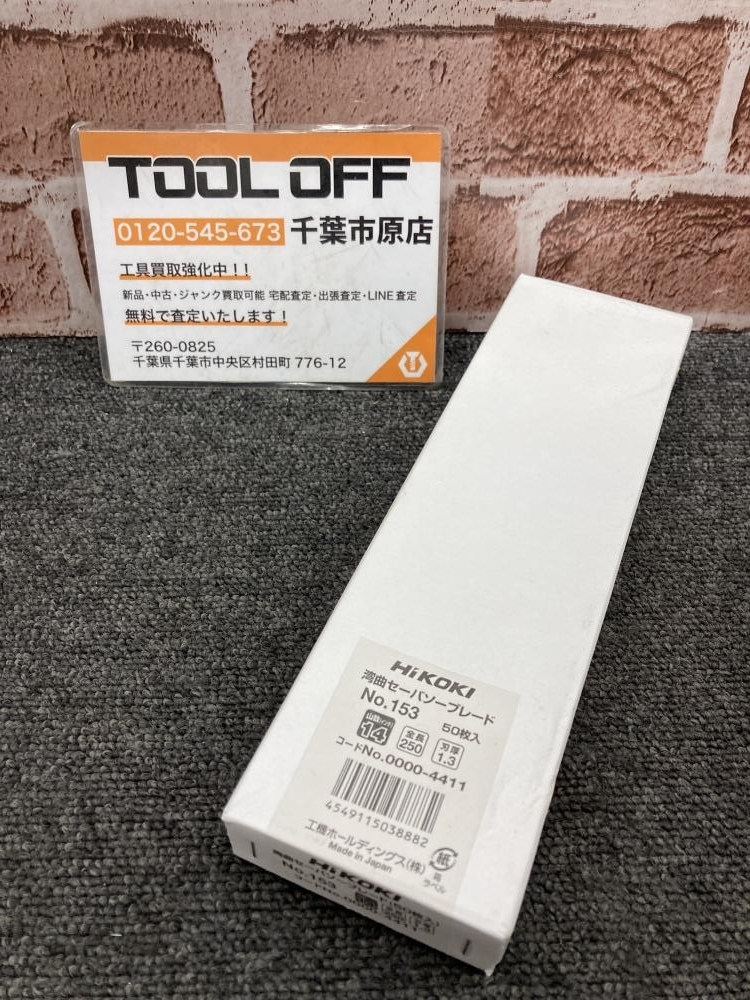 TOOL OFF
0120-545-673 千葉市原店
工具買取強化中!!
新品・中古・ジャンク買取可能 宅配査定・出張査定・LINE査定
無料で査定いたします!
〒260-0825
千葉県千葉市中央区村田町 776-12
HiKOKI
湾曲セーバソーブレード
No.153 50枚入
山数 14
全長 250
刃厚 1.3
コードNo.0000-4411
4549115038882
工機ホールディングス(株)
Made in Japan
紙
ラベル
HiKOKI
No.153